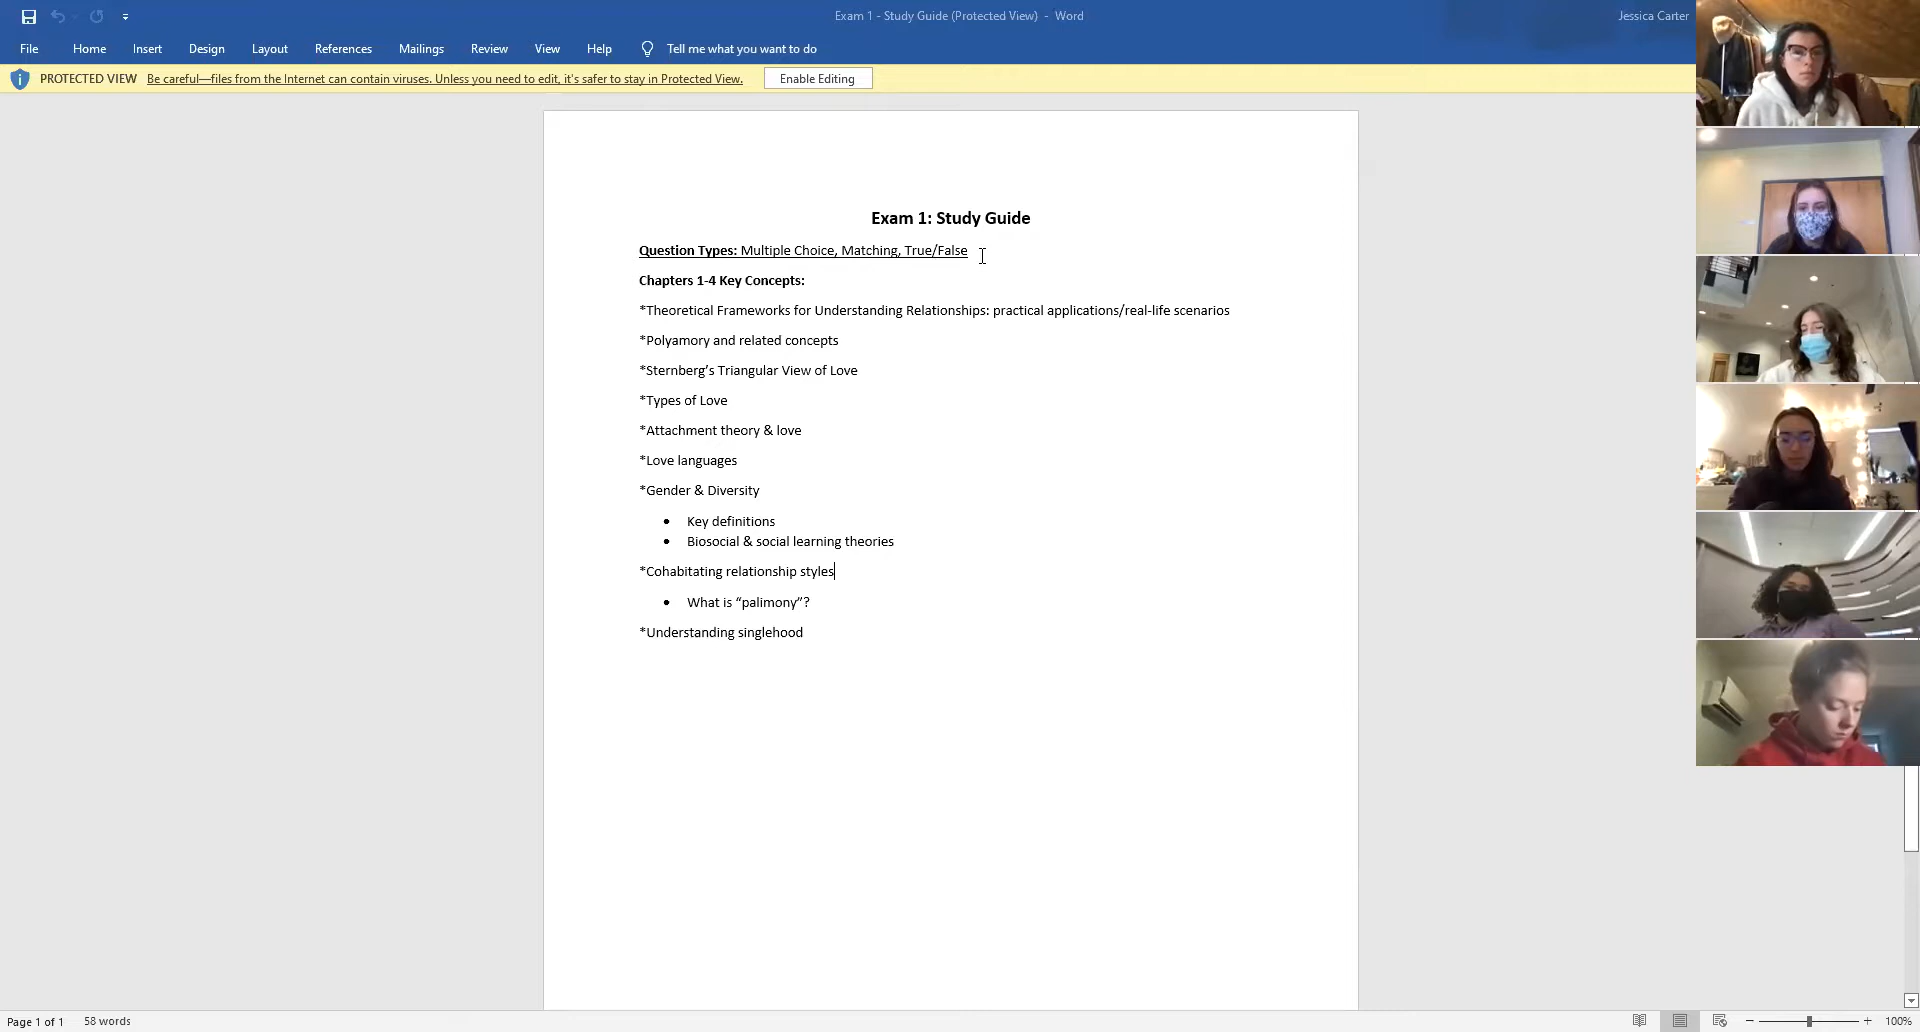 Exam 1 - Study Guide (Protected View) - Word
Jessica Carter
File Home Insert Design Layout References Mailings Review View Help Tell me what you want to do
PROTECTED VIEW Be careful—files from the Internet can contain viruses. Unless you need to edit, it's safer to stay in Protected View. Enable Editing
Exam 1: Study Guide
Question Types: Multiple Choice, Matching, True/False
Chapters 1-4 Key Concepts:
*Theoretical Frameworks for Understanding Relationships: practical applications/real-life scenarios
*Polyamory and related concepts
*Sternberg’s Triangular View of Love
*Types of Love
*Attachment theory & love
*Love languages
*Gender & Diversity
• Key definitions
• Biosocial & social learning theories
*Cohabitating relationship styles
• What is “palimony”?
*Understanding singlehood
Page 1 of 1 58 words
100%